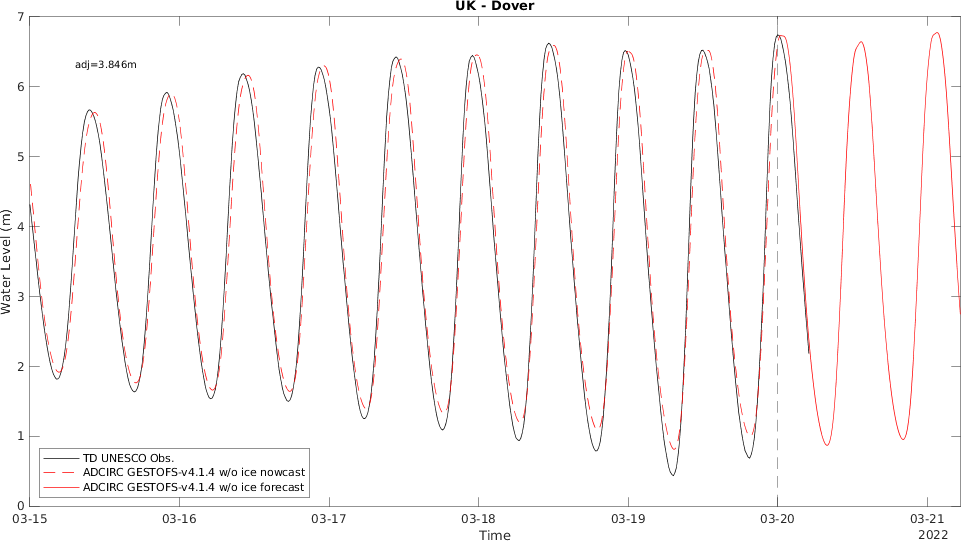 UK - Dover
7
adj=3.846m
6
5
4
3
2
1
0
Water Level (m)
TD UNESCO Obs.
ADCIRC GESTOFS-v4.1.4 w/o ice nowcast
ADCIRC GESTOFS-v4.1.4 w/o ice forecast
03-15 03-16 03-17 03-18 03-19 03-20 03-21
Time 2022